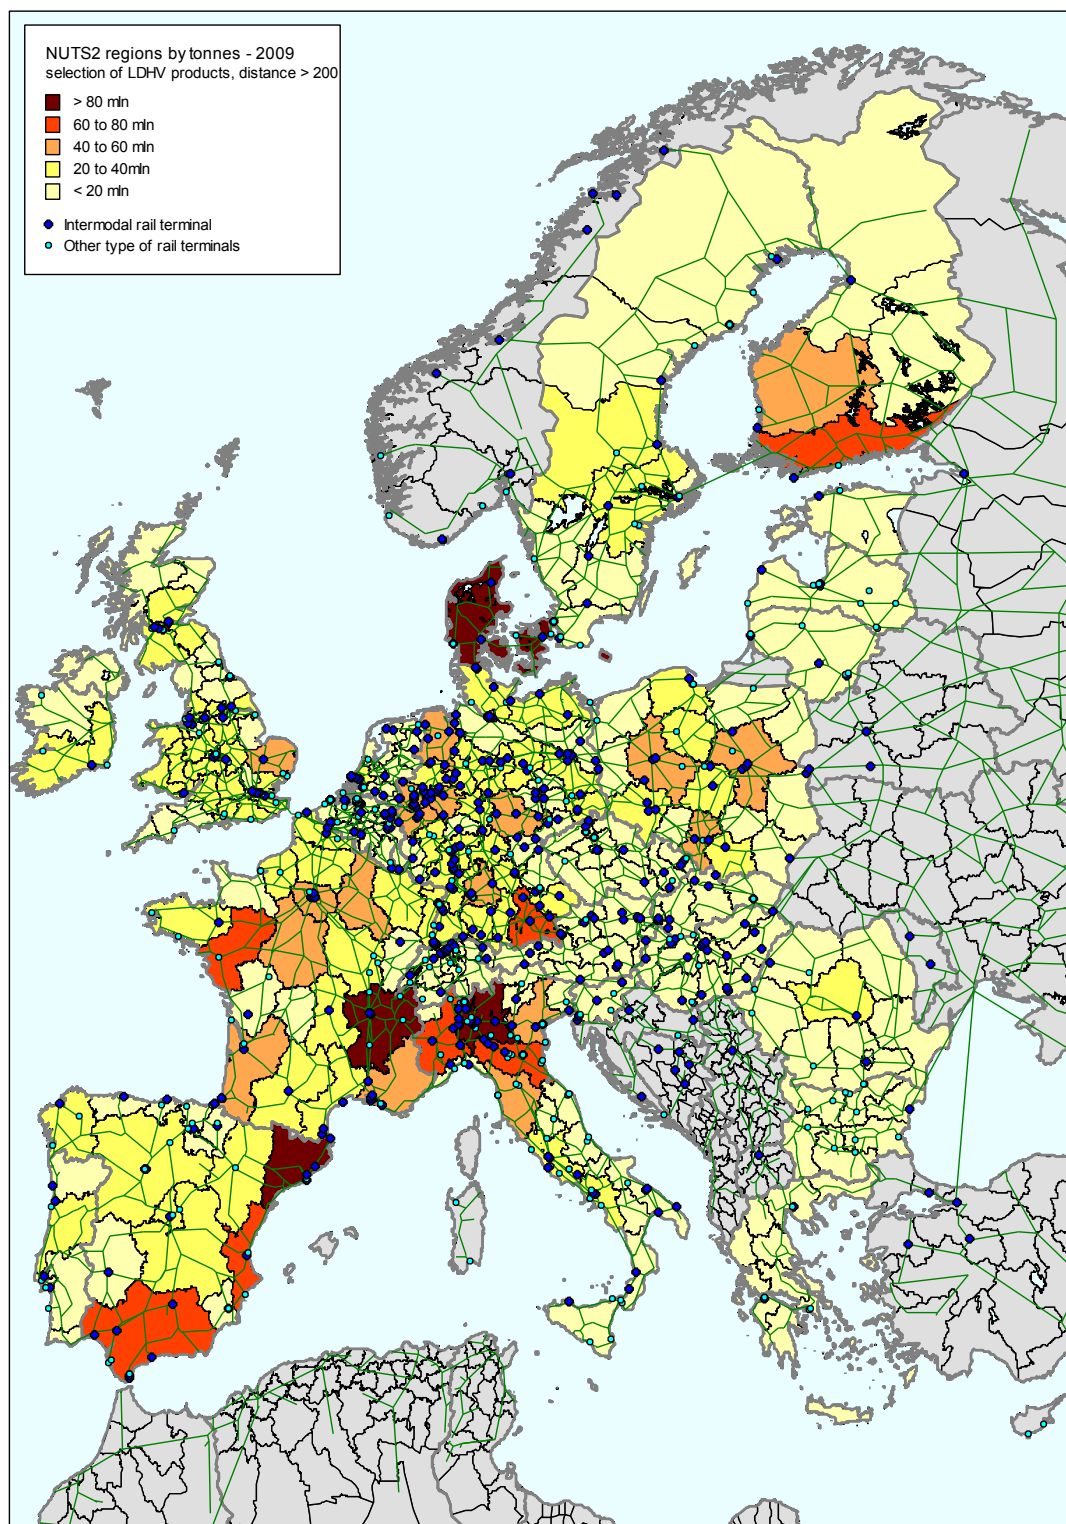 NUTS2 regions by tonnes - 2009
selection of LDHV products, distance > 200
> 80 mln
60 to 80 mln
40 to 60 mln
20 to 40mln
< 20 mln
Intermodal rail terminal
Other type of rail terminals